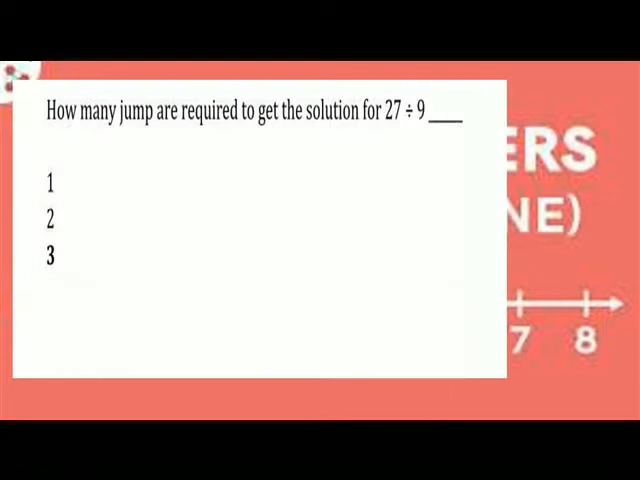 How many jump are required to get the solution for 27 ÷ 9 ____
1
2
3
ERS
NE)
7 8